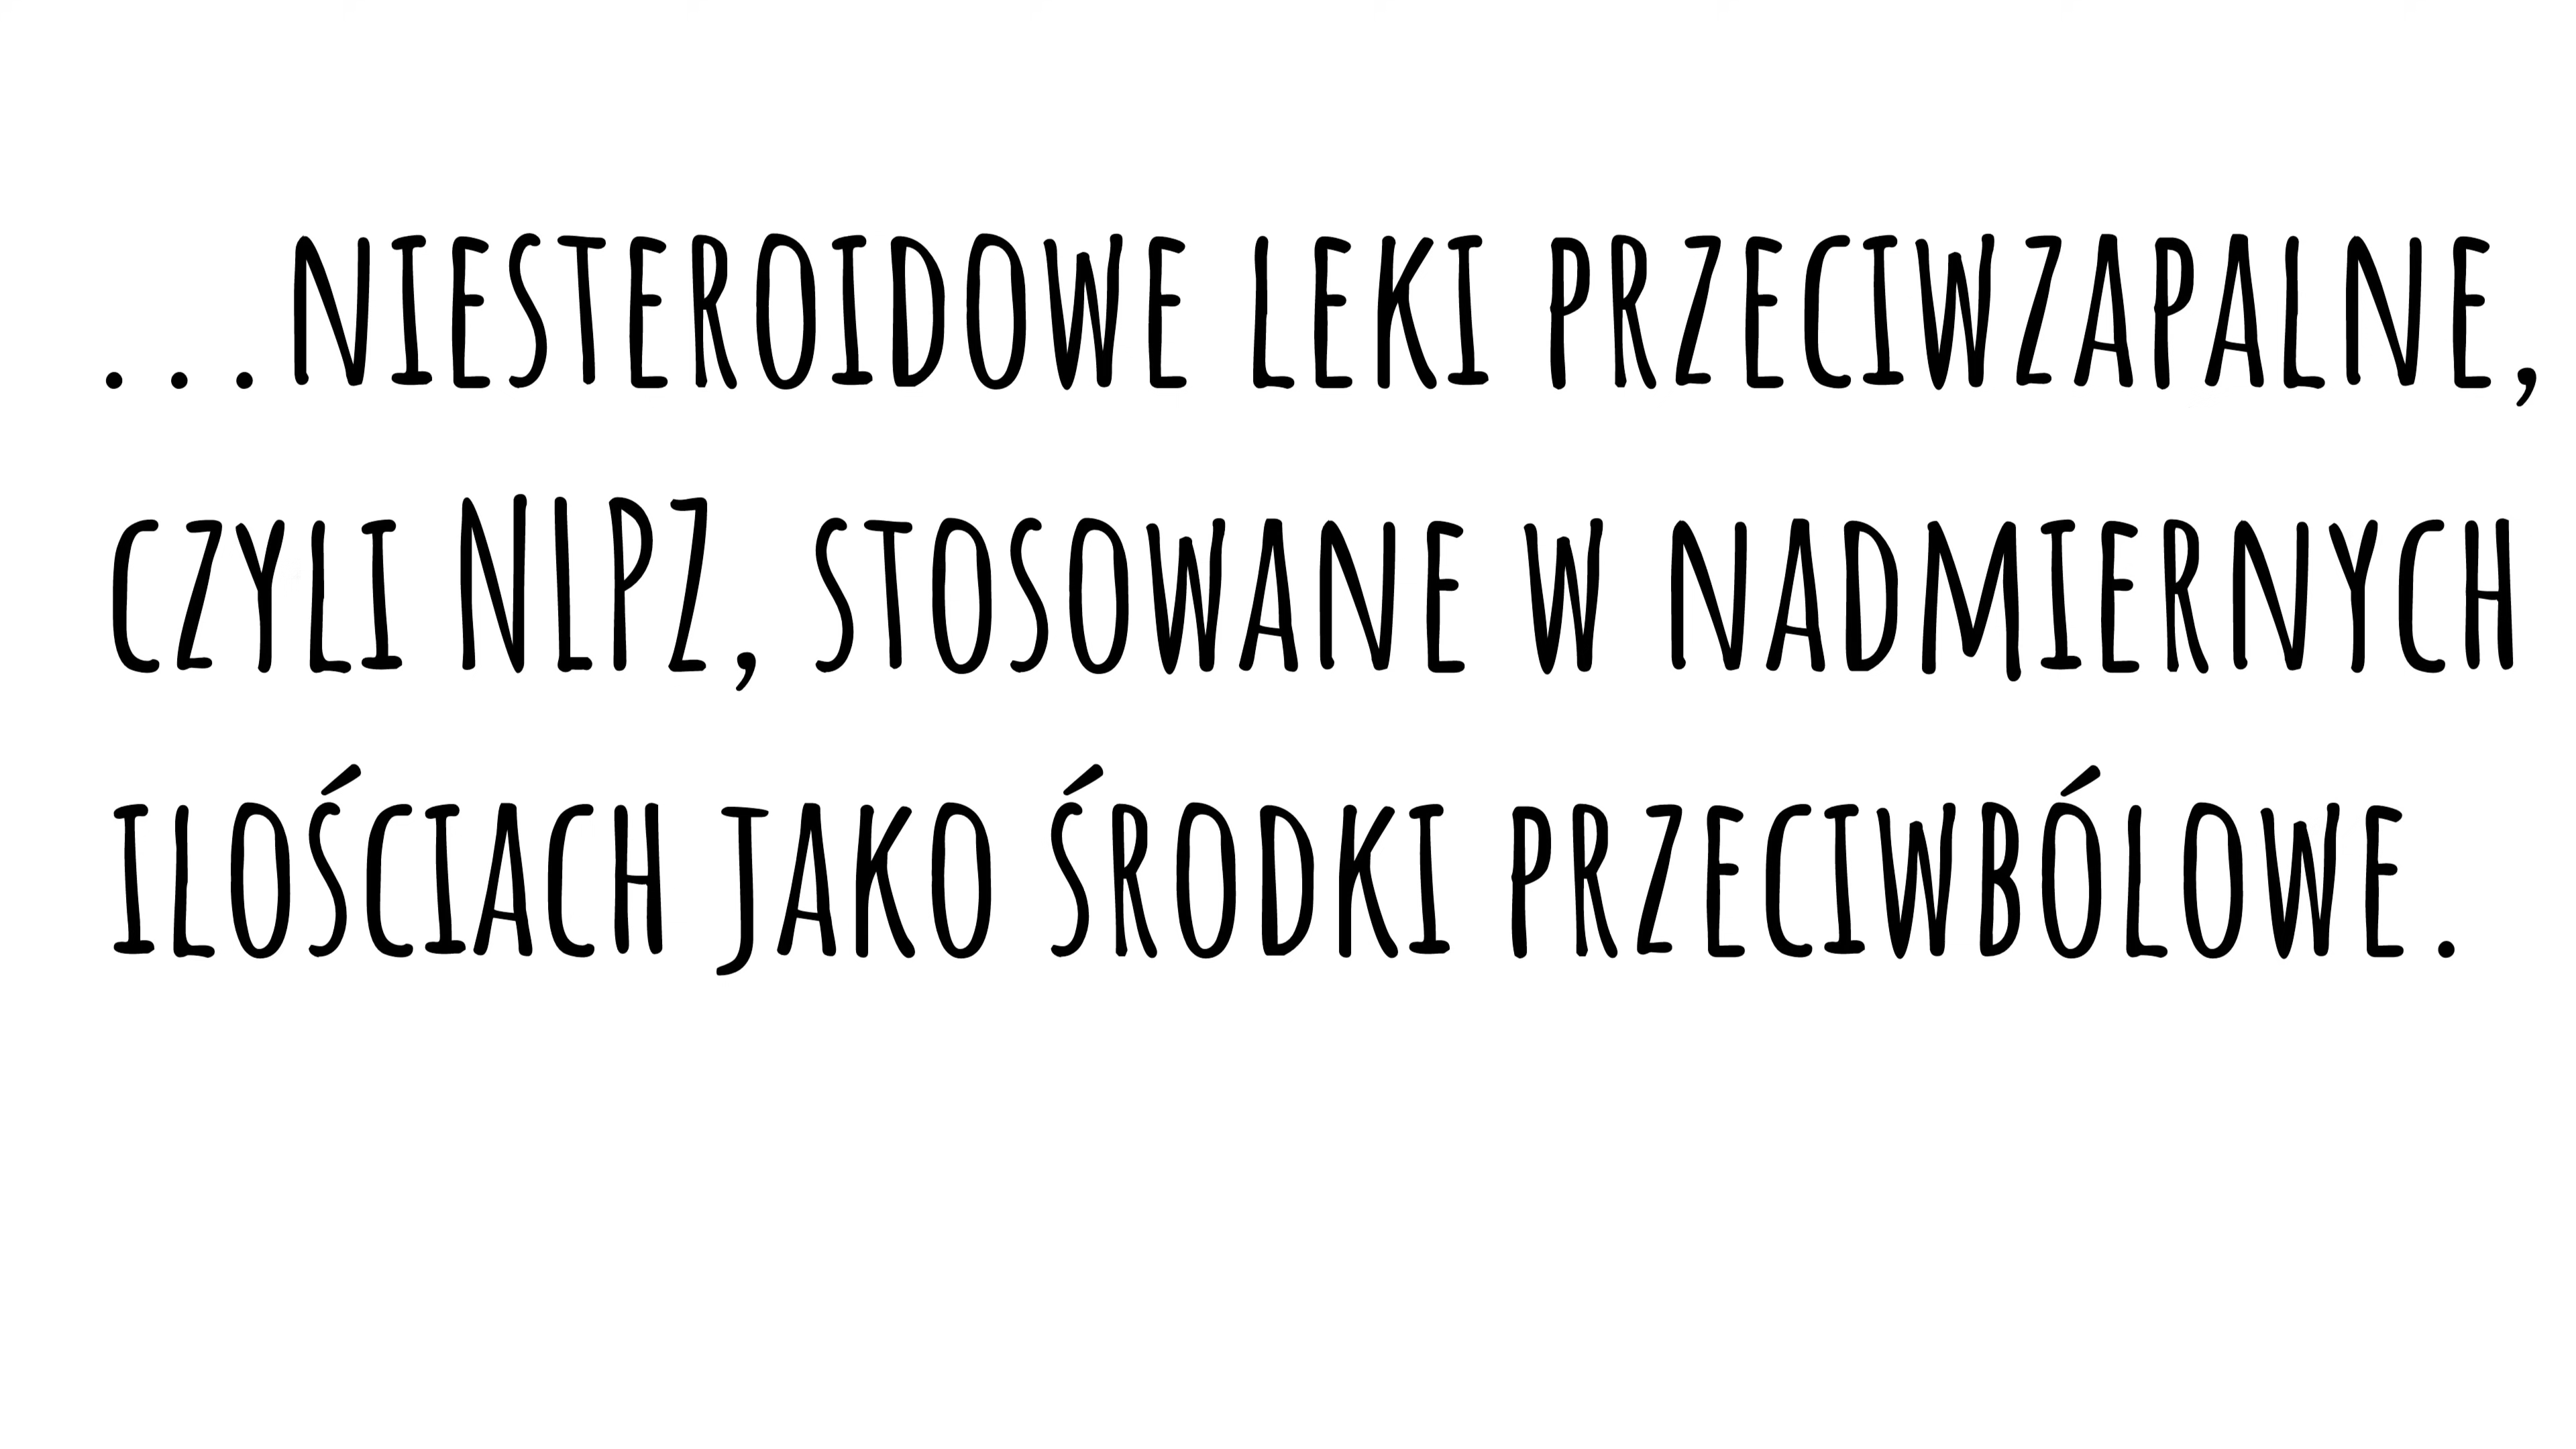 ...niesteroidowe leki przeciwzapalne,
czyli NLPZ, stosowane w nadmiernych
ilościach jako środki przeciwbólowe.